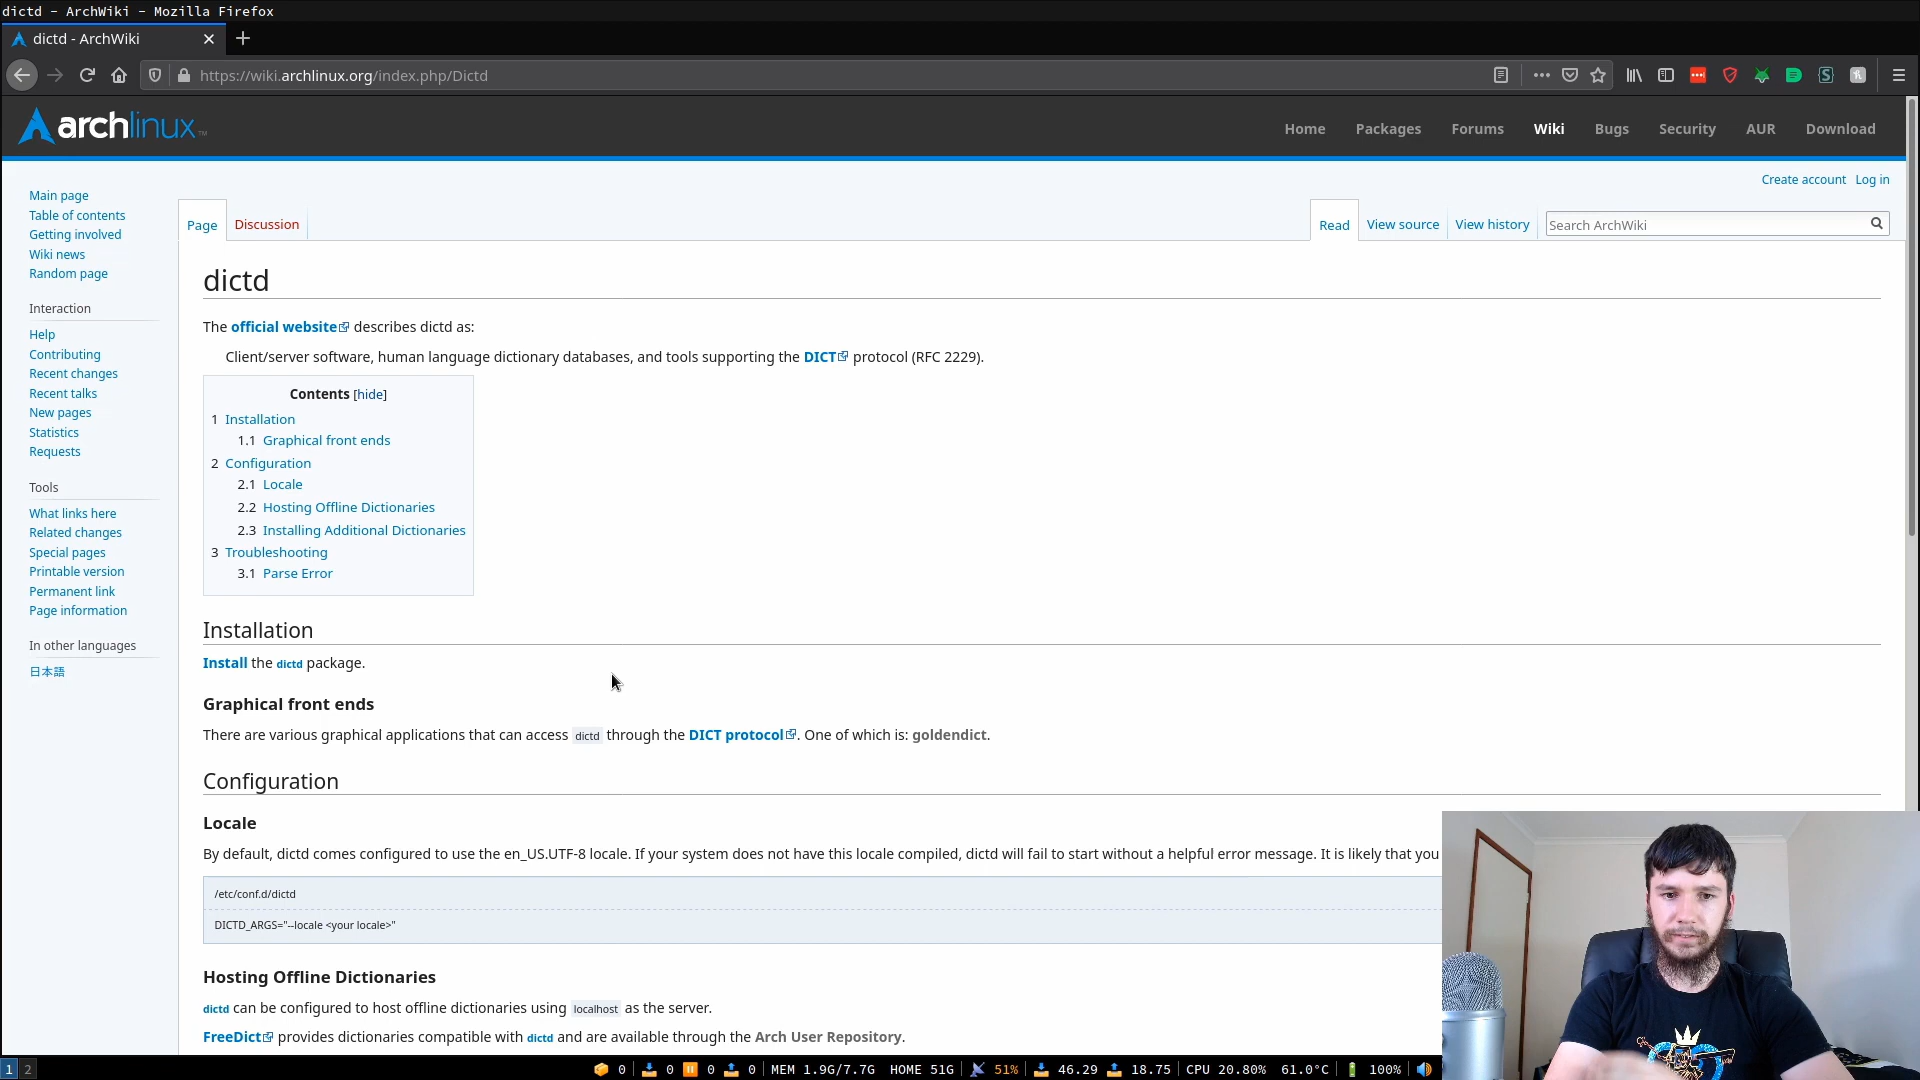 dictd - ArchWiki - Mozilla Firefox
dictd - ArchWiki
https://wiki.archlinux.org/index.php/Dictd
archlinux™
Home Packages Forums Wiki Bugs Security AUR Download
Create account Log in
Main page
Table of contents
Getting involved
Wiki news
Random page
Interaction
Help
Contributing
Recent changes
Recent talks
New pages
Statistics
Requests
Tools
What links here
Related changes
Special pages
Printable version
Permanent link
Page information
In other languages
日本語
Page Discussion
Read View source View history Search ArchWiki
dictd
The official website describes dictd as:
Client/server software, human language dictionary databases, and tools supporting the DICT protocol (RFC 2229).
Contents [hide]
1 Installation
1.1 Graphical front ends
2 Configuration
2.1 Locale
2.2 Hosting Offline Dictionaries
2.3 Installing Additional Dictionaries
3 Troubleshooting
3.1 Parse Error
Installation
Install the dictd package.
Graphical front ends
There are various graphical applications that can access dictd through the DICT protocol. One of which is: goldendict.
Configuration
Locale
By default, dictd comes configured to use the en_US.UTF-8 locale. If your system does not have this locale compiled, dictd will fail to start without a helpful error message. It is likely that you
/etc/conf.d/dictd
DICTD_ARGS="--locale <your locale>"
Hosting Offline Dictionaries
dictd can be configured to host offline dictionaries using localhost as the server.
FreeDict provides dictionaries compatible with dictd and are available through the Arch User Repository.
1 2
0 0 0 0 MEM 1.9G/7.7G HOME 51G 51% 46.29 18.75 CPU 20.80% 61.0°C 100%